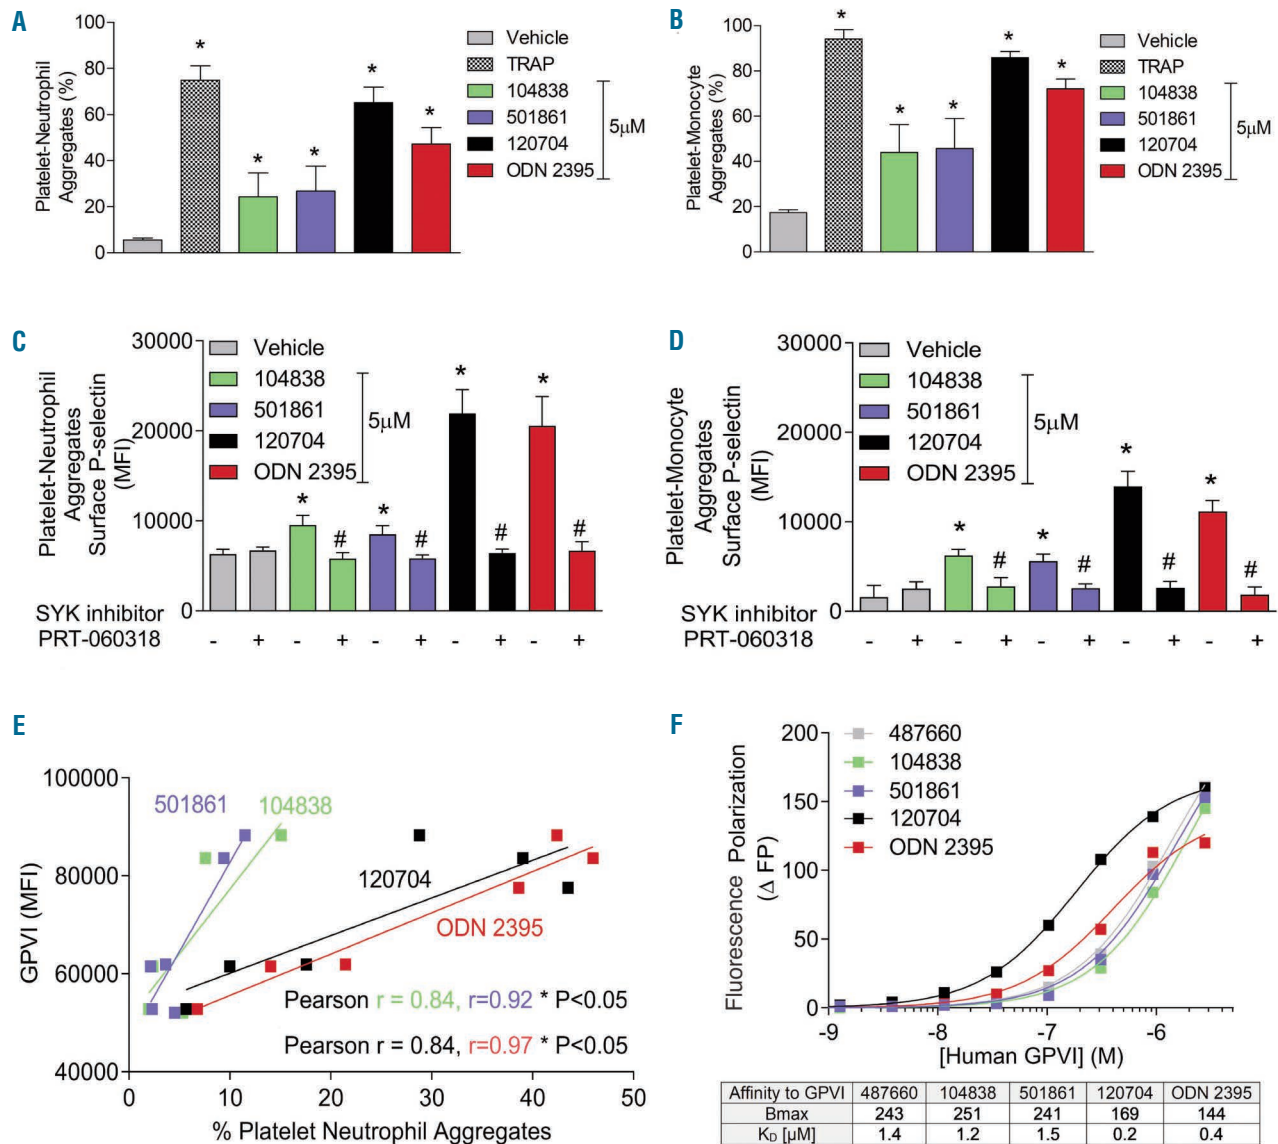 A
100
80
60
40
20
0
Platelet-Neutrophil
Aggregates (%)
*
*
*
*
*
Vehicle
TRAP
104838
501861
120704
ODN 2395
5µM
B
100
80
60
40
20
0
Platelet-Monocyte
Aggregates (%)
*
*
*
*
*
Vehicle
TRAP
104838
501861
120704
ODN 2395
5µM
C
30000
20000
10000
0
Platelet-Neutrophil
Aggregates
Surface P-selectin
(MFI)
Vehicle
104838
501861
120704
ODN 2395
5µM
* # * # * # * #
SYK inhibitor
PRT-060318 - + - + - + - + - +
D
30000
20000
10000
0
Platelet-Monocyte
Aggregates
Surface P-selectin
(MFI)
Vehicle
104838
501861
120704
ODN 2395
5µM
* # * # * # * #
SYK inhibitor
PRT-060318 - + - + - + - + - +
E
100000
80000
60000
40000
GPVI (MFI)
501861
104838
120704
ODN 2395
Pearson r = 0.84, r=0.92 * P<0.05
Pearson r = 0.84, r=0.97 * P<0.05
0 10 20 30 40 50
% Platelet Neutrophil Aggregates
F
200
150
100
50
0
Fluorescence Polarization
(Δ FP)
487660
104838
501861
120704
ODN 2395
-9 -8 -7 -6
[Human GPVI] (M)
Affinity to GPVI 487660 104838 501861 120704 ODN 2395
Bmax 243 251 241 169 144
KD [µM] 1.4 1.2 1.5 0.2 0.4